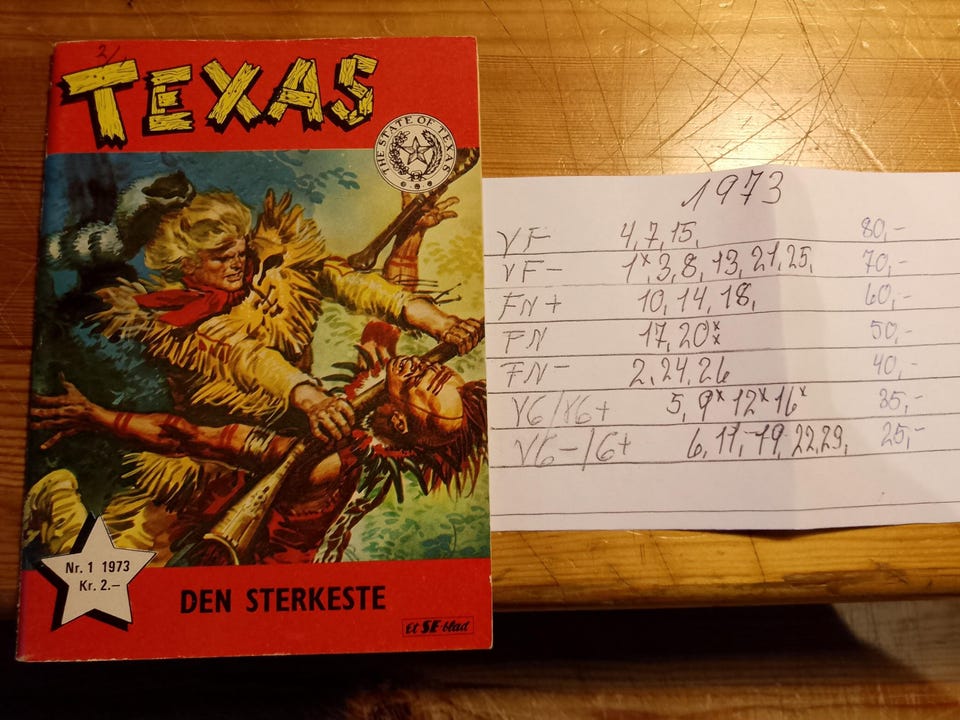 2/
TEXAS
THE STATE OF TEXAS
Nr. 1 1973
Kr. 2.–
DEN STERKESTE
Et SE-blad
1973
VF 4, 7, 15, 80,-
VF- 1x, 3, 8, 13, 21, 25, 70,-
FN+ 10, 14, 18, 60,-
FN 17, 20x 50,-
FN- 2, 24, 26 40,-
VG/VG+ 5, 9x 12x 16x 35,-
VG-/G+ 6, 11, 19, 22, 23, 25,-